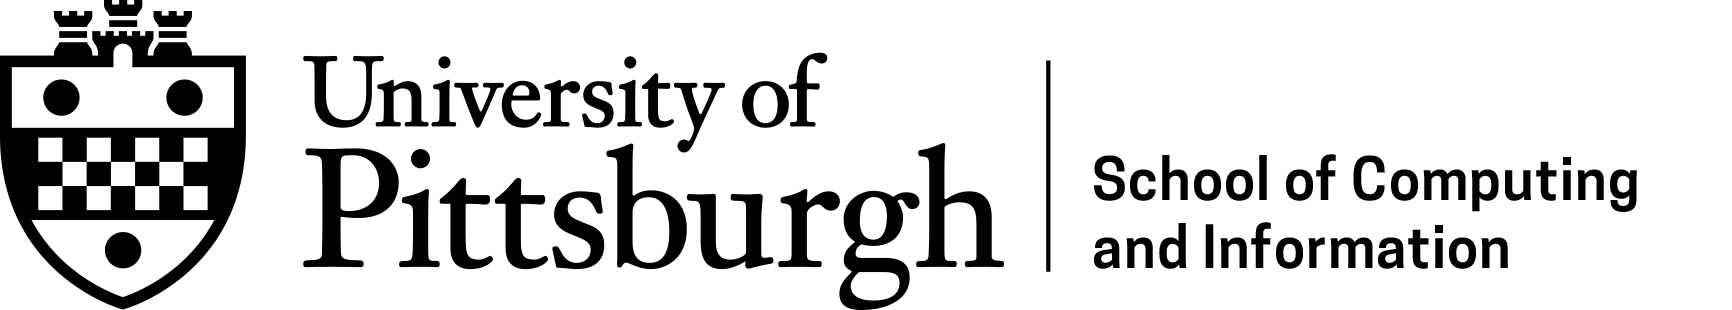 University of
Pittsburgh
School of Computing
and Information